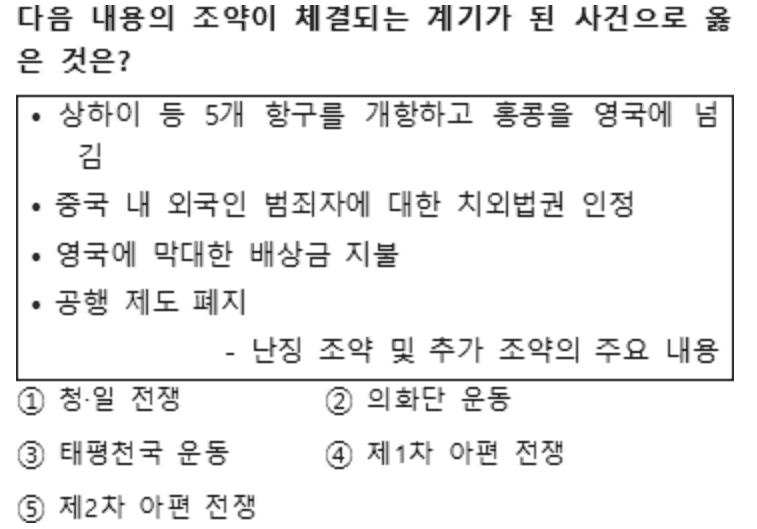 다음 내용의 조약이 체결되는 계기가 된 사건으로 옳
은 것은?
• 상하이 등 5개 항구를 개항하고 홍콩을 영국에 넘
김
• 중국 내 외국인 범죄자에 대한 치외법권 인정
• 영국에 막대한 배상금 지불
• 공행 제도 폐지
- 난징 조약 및 추가 조약의 주요 내용
① 청·일 전쟁 ② 의화단 운동
③ 태평천국 운동 ④ 제1차 아편 전쟁
⑤ 제2차 아편 전쟁